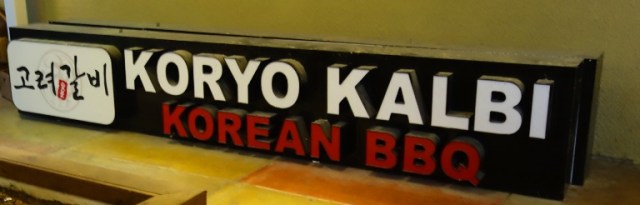 고려갈비
KORYO KALBI
KOREAN BBQ